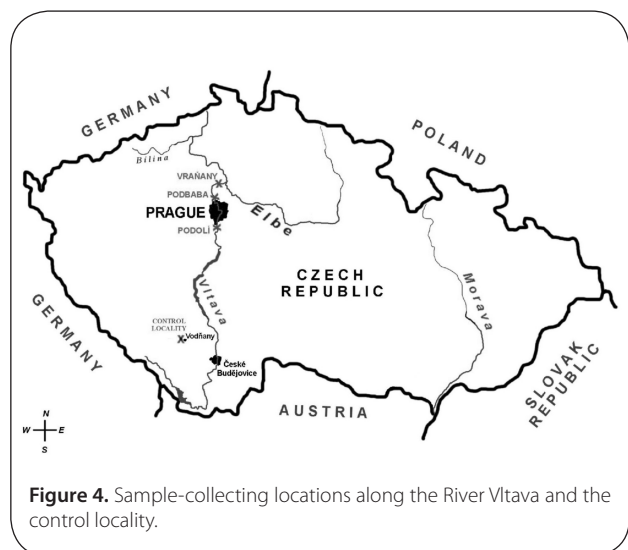 GERMANY
POLAND
Bílina
VRAŇANY
PODBABA
PRAGUE
Elbe
PODOLÍ
CZECH
REPUBLIC
Vltava
Morava
CONTROL
LOCALITY
Vodňany
České
Budějovice
GERMANY
SLOVAK
REPUBLIC
AUSTRIA
N
W
E
S
Figure 4. Sample-collecting locations along the River Vltava and the
control locality.